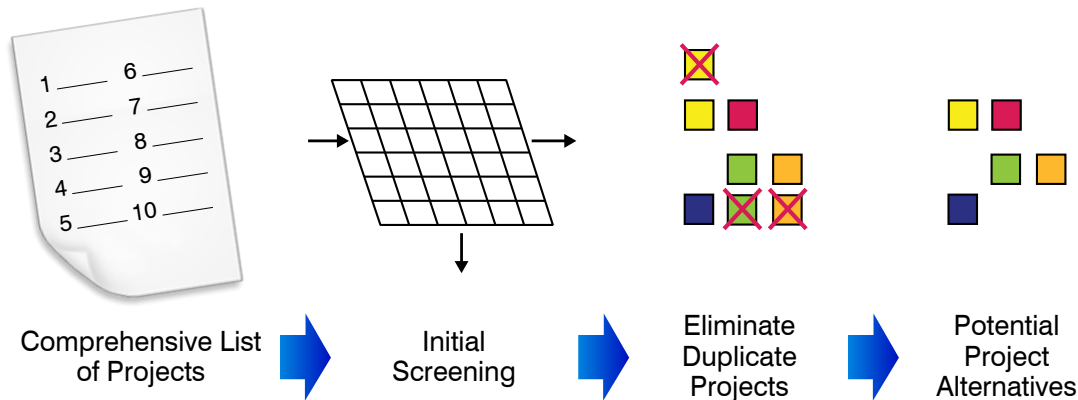 1
2
3
4
5
6
7
8
9
10
Comprehensive List
of Projects
Initial
Screening
Eliminate
Duplicate
Projects
Potential
Project
Alternatives